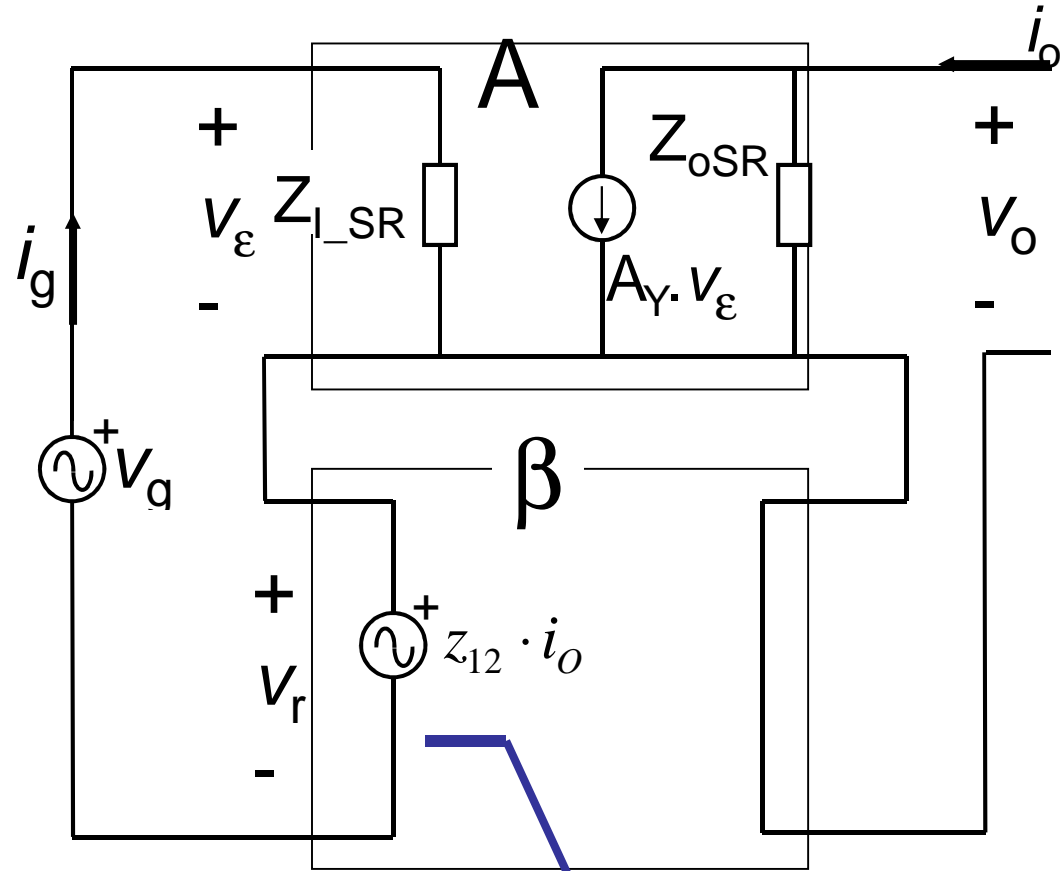 A
i_o
+
+
Z_oSR
v_ε
Z_I_SR
v_o
i_g
-
A_Y. v_ε
-
β
+
v_g
+
+
z_12 · i_O
v_r
-